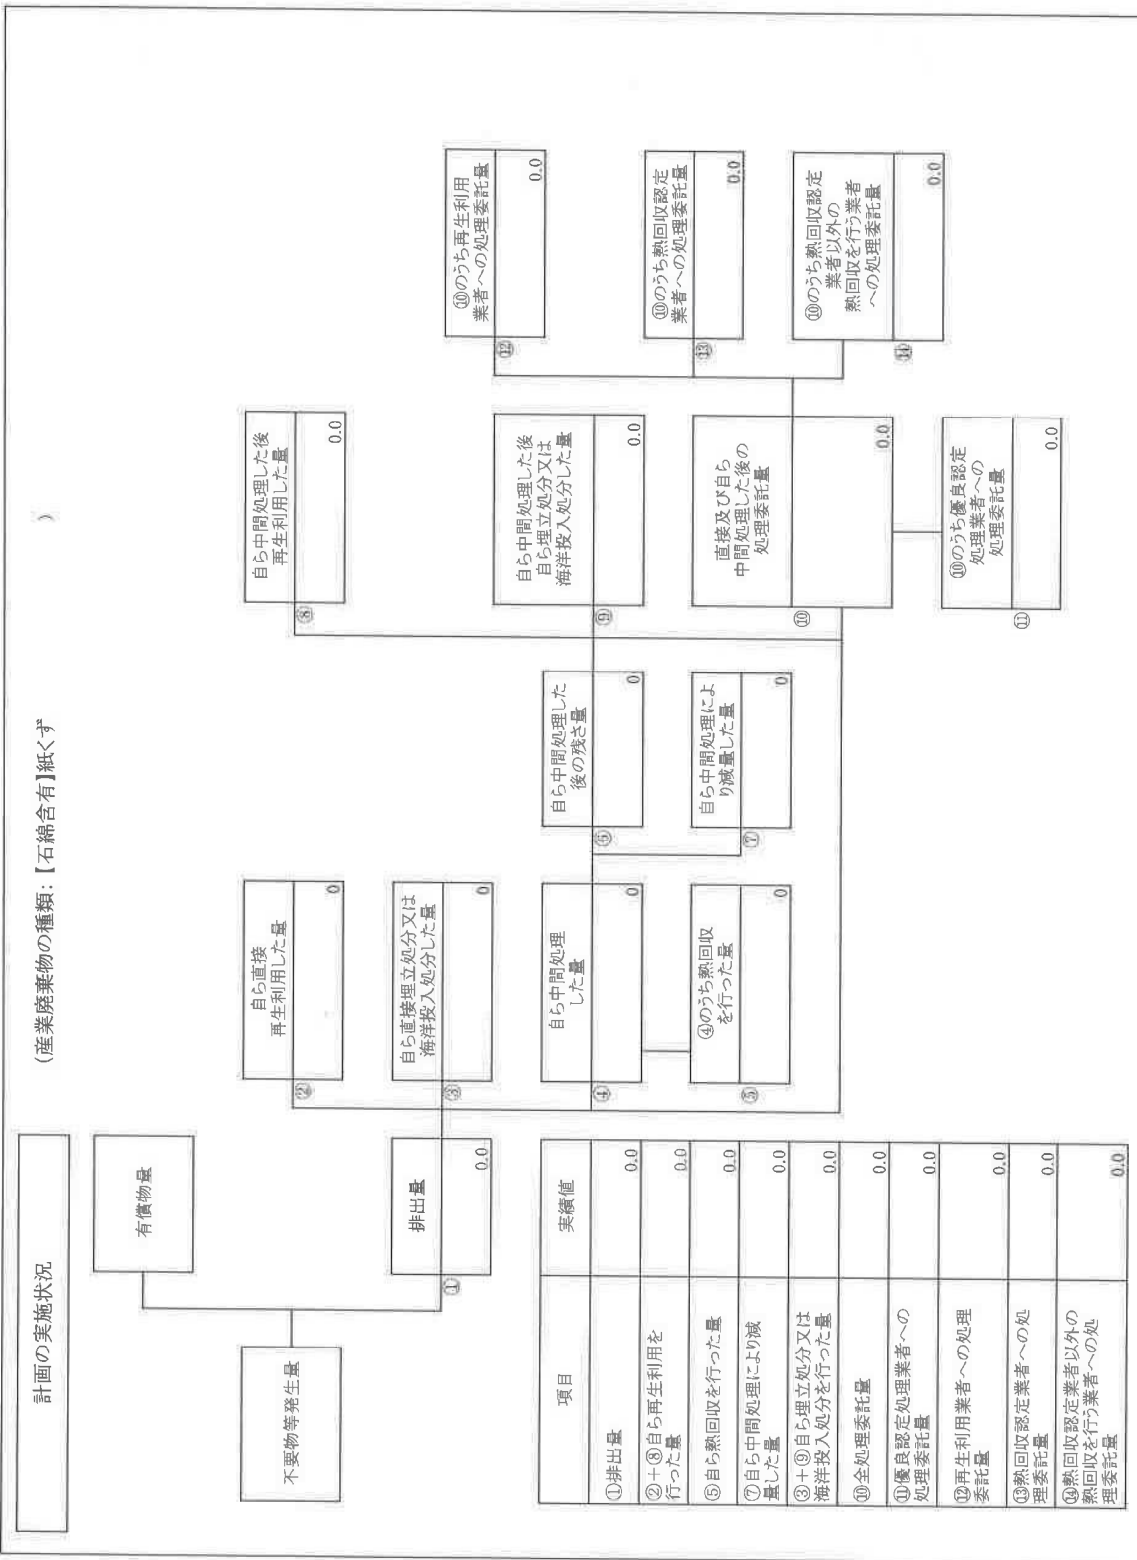 計画の実施状況
(産業廃棄物の種類:【石綿含有】紙くず
)
不要物等発生量
有償物量
①
排出量
0.0
②
自ら直接
再生利用した量
0
③
自ら直接埋立処分又は
海洋投入処分した量
0
④
自ら中間処理
した量
0
⑤
④のうち熱回収
を行った量
0
⑥
自ら中間処理した
後の残さ量
0
⑦
自ら中間処理によ
り減量した量
0
⑧
自ら中間処理した後
再生利用した量
0.0
⑨
自ら中間処理した後
自ら埋立処分又は
海洋投入処分した量
0.0
⑩
直接及び自ら
中間処理した後の
処理委託量
0.0
⑪
⑩のうち優良認定
処理業者への
処理委託量
0.0
⑫
⑩のうち再生利用
業者への処理委託量
0.0
⑬
⑩のうち熱回収認定
業者への処理委託量
0.0
⑭
⑩のうち熱回収認定
業者以外の
熱回収を行う業者
への処理委託量
0.0
項目 実績値
①排出量 0.0
②+⑧自ら再生利用を
行った量 0.0
⑤自ら熱回収を行った量 0.0
⑦自ら中間処理により減
量した量 0.0
③+⑨自ら埋立処分又は
海洋投入処分を行った量 0.0
⑩全処理委託量 0.0
⑪優良認定処理業者への
処理委託量 0.0
⑫再生利用業者への処理
委託量 0.0
⑬熱回収認定業者への処
理委託量 0.0
⑭熱回収認定業者以外の
熱回収を行う業者への処
理委託量 0.0